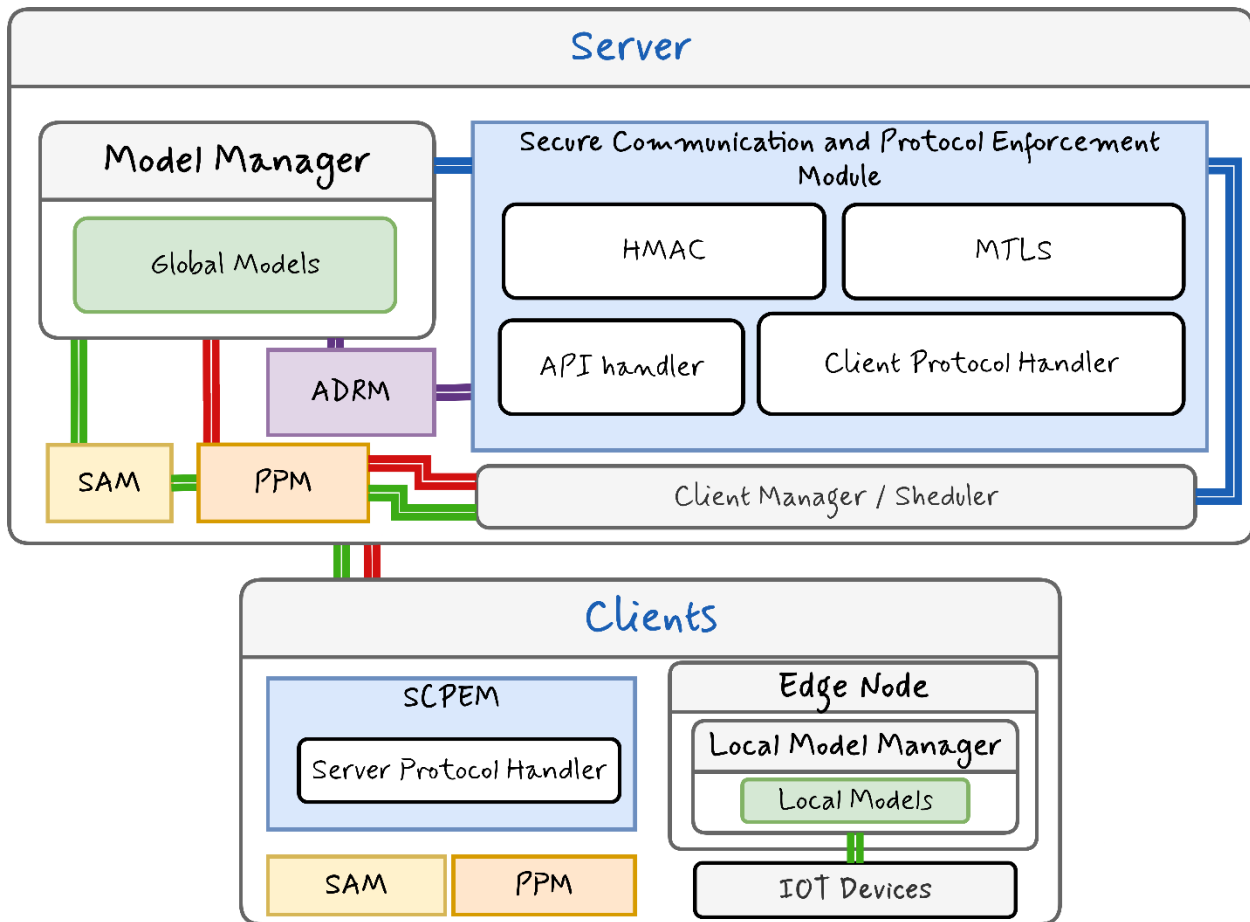 Server
Model Manager
Global Models
Secure Communication and Protocol Enforcement
Module
HMAC
MTLS
API handler
Client Protocol Handler
ADRM
SAM
PPM
Client Manager / Sheduler
Clients
SCPEM
Server Protocol Handler
SAM
PPM
Edge Node
Local Model Manager
Local Models
IOT Devices